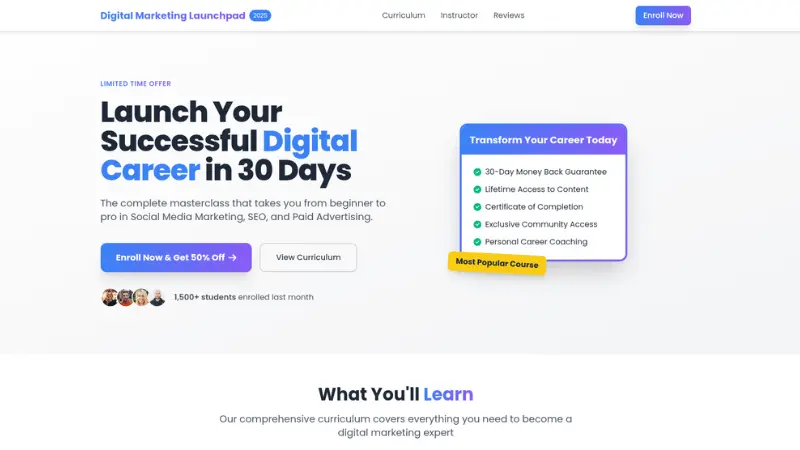 Digital Marketing Launchpad 2025
Curriculum
Instructor
Reviews
Enroll Now
LIMITED TIME OFFER
Launch Your
Successful Digital
Career in 30 Days
The complete masterclass that takes you from beginner to
pro in Social Media Marketing, SEO, and Paid Advertising.
Enroll Now & Get 50% Off →
View Curriculum
1,500+ students enrolled last month
Transform Your Career Today
30-Day Money Back Guarantee
Lifetime Access to Content
Certificate of Completion
Exclusive Community Access
Personal Career Coaching
Most Popular Course
What You'll Learn
Our comprehensive curriculum covers everything you need to become a
digital marketing expert